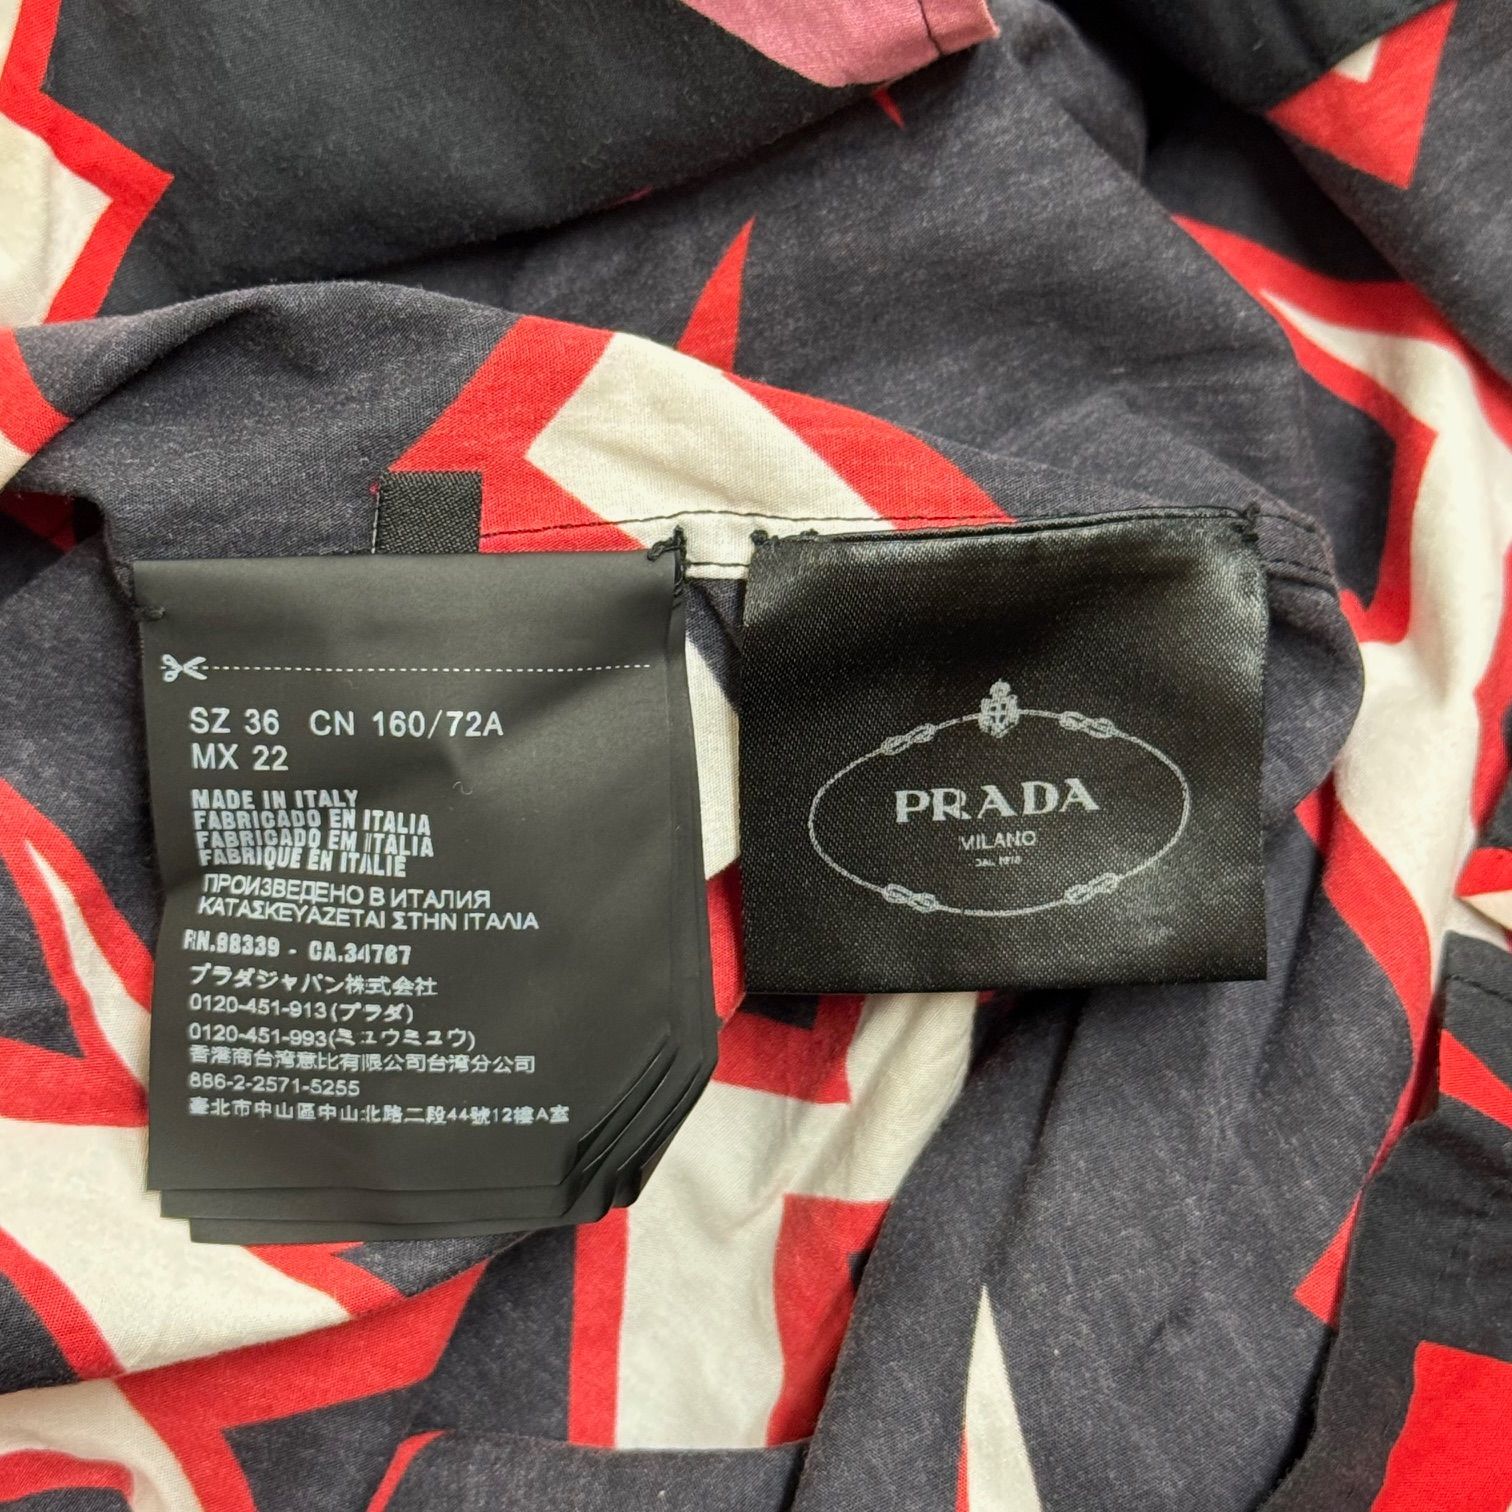 SZ 36 CN 160/72A
MX 22
MADE IN ITALY
FABRICADO EN ITALIA
FABRICADO EM ITALIA
FABRIQUE EN ITALIE
ПРОИЗВЕДЕНО В ИТАЛИЯ
ΚΑΤΑΣΚΕΥΑΖΕΤΑΙ ΣΤΗΝ ΙΤΑΛΙΑ
RN.98339 - CA.34767
プラダジャパン株式会社
0120-451-913(プラダ)
0120-451-993(ミュウミュウ)
香港商台湾意比有限公司台湾分公司
886-2-2571-5255
臺北市中山區中山北路二段44號12樓A室
PRADA
MILANO
DAL 1913